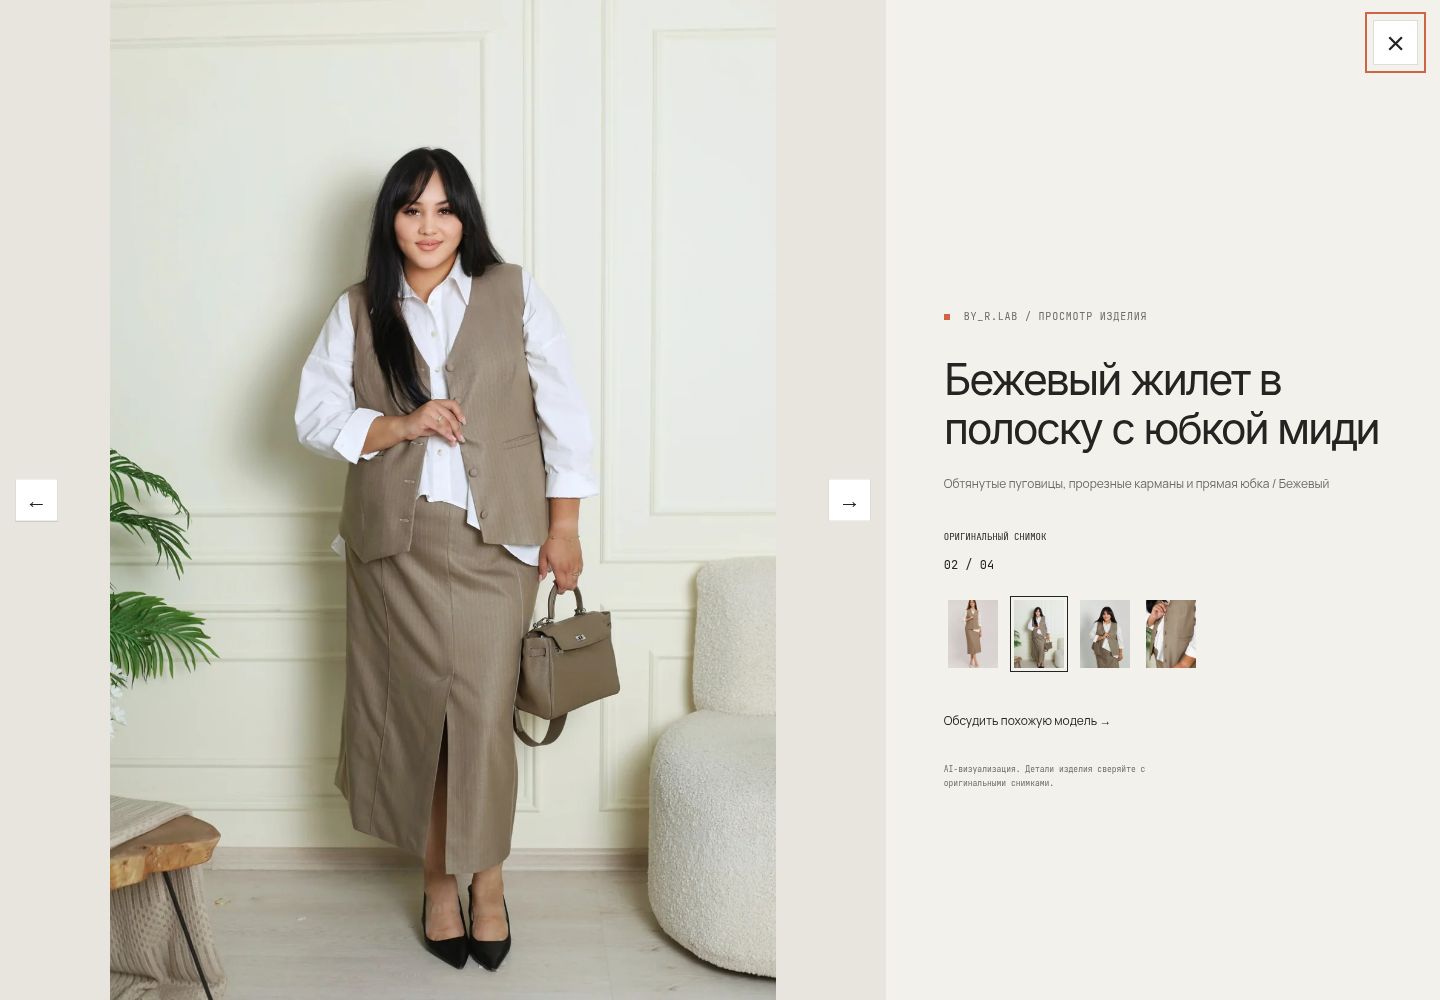 BY_R.LAB / ПРОСМОТР ИЗДЕЛИЯ
Бежевый жилет в
полоску с юбкой миди
Обтянутые пуговицы, прорезные карманы и прямая юбка / Бежевый
ОРИГИНАЛЬНЫЙ СНИМОК
02 / 04
Обсудить похожую модель →
AI-визуализация. Детали изделия сверяйте с
оригинальными снимками.